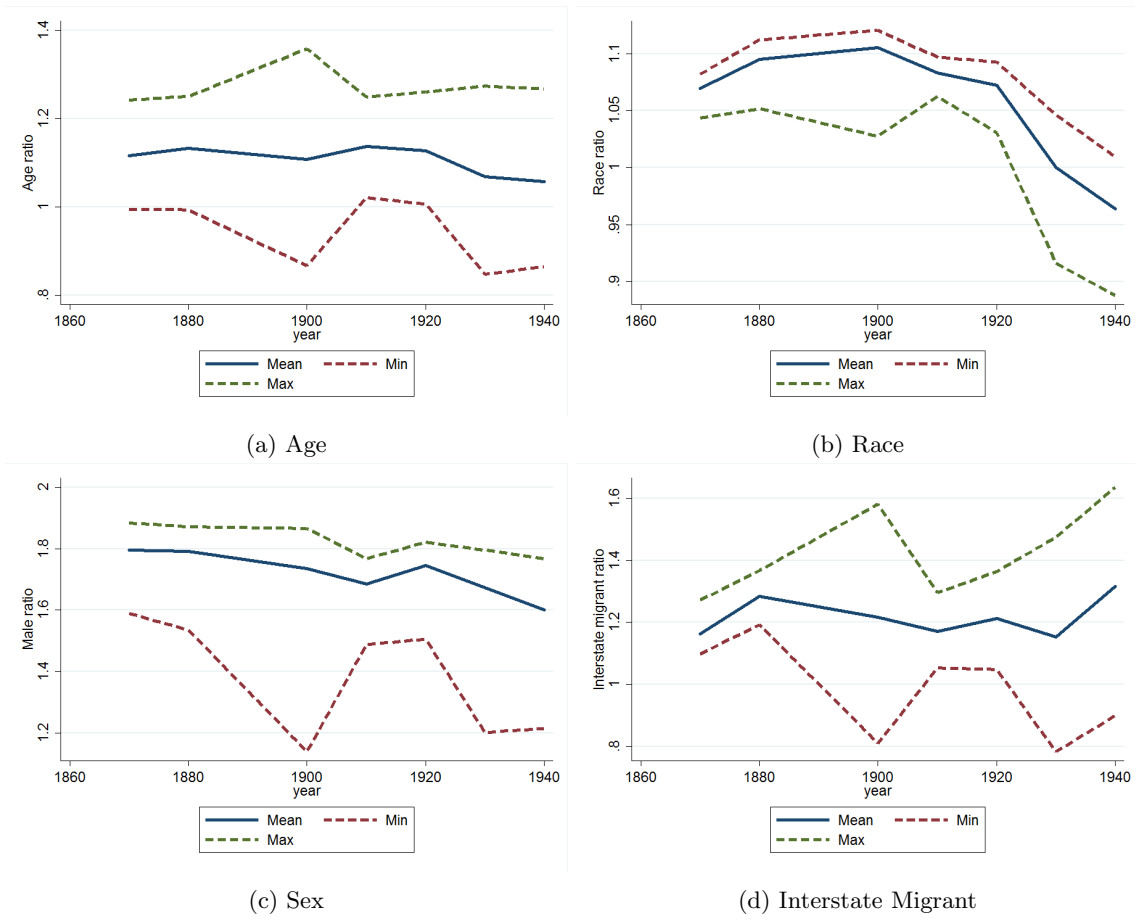 Age ratio
1.4
1.2
1
.8
1860
1880
1900
1920
1940
year
Mean
Min
Max
(a) Age
Race ratio
1.1
1.05
1
.95
.9
1860
1880
1900
1920
1940
year
Mean
Min
Max
(b) Race
Male ratio
2
1.8
1.6
1.4
1.2
1860
1880
1900
1920
1940
year
Mean
Min
Max
(c) Sex
Interstate migrant ratio
1.6
1.4
1.2
1
.8
1860
1880
1900
1920
1940
year
Mean
Min
Max
(d) Interstate Migrant